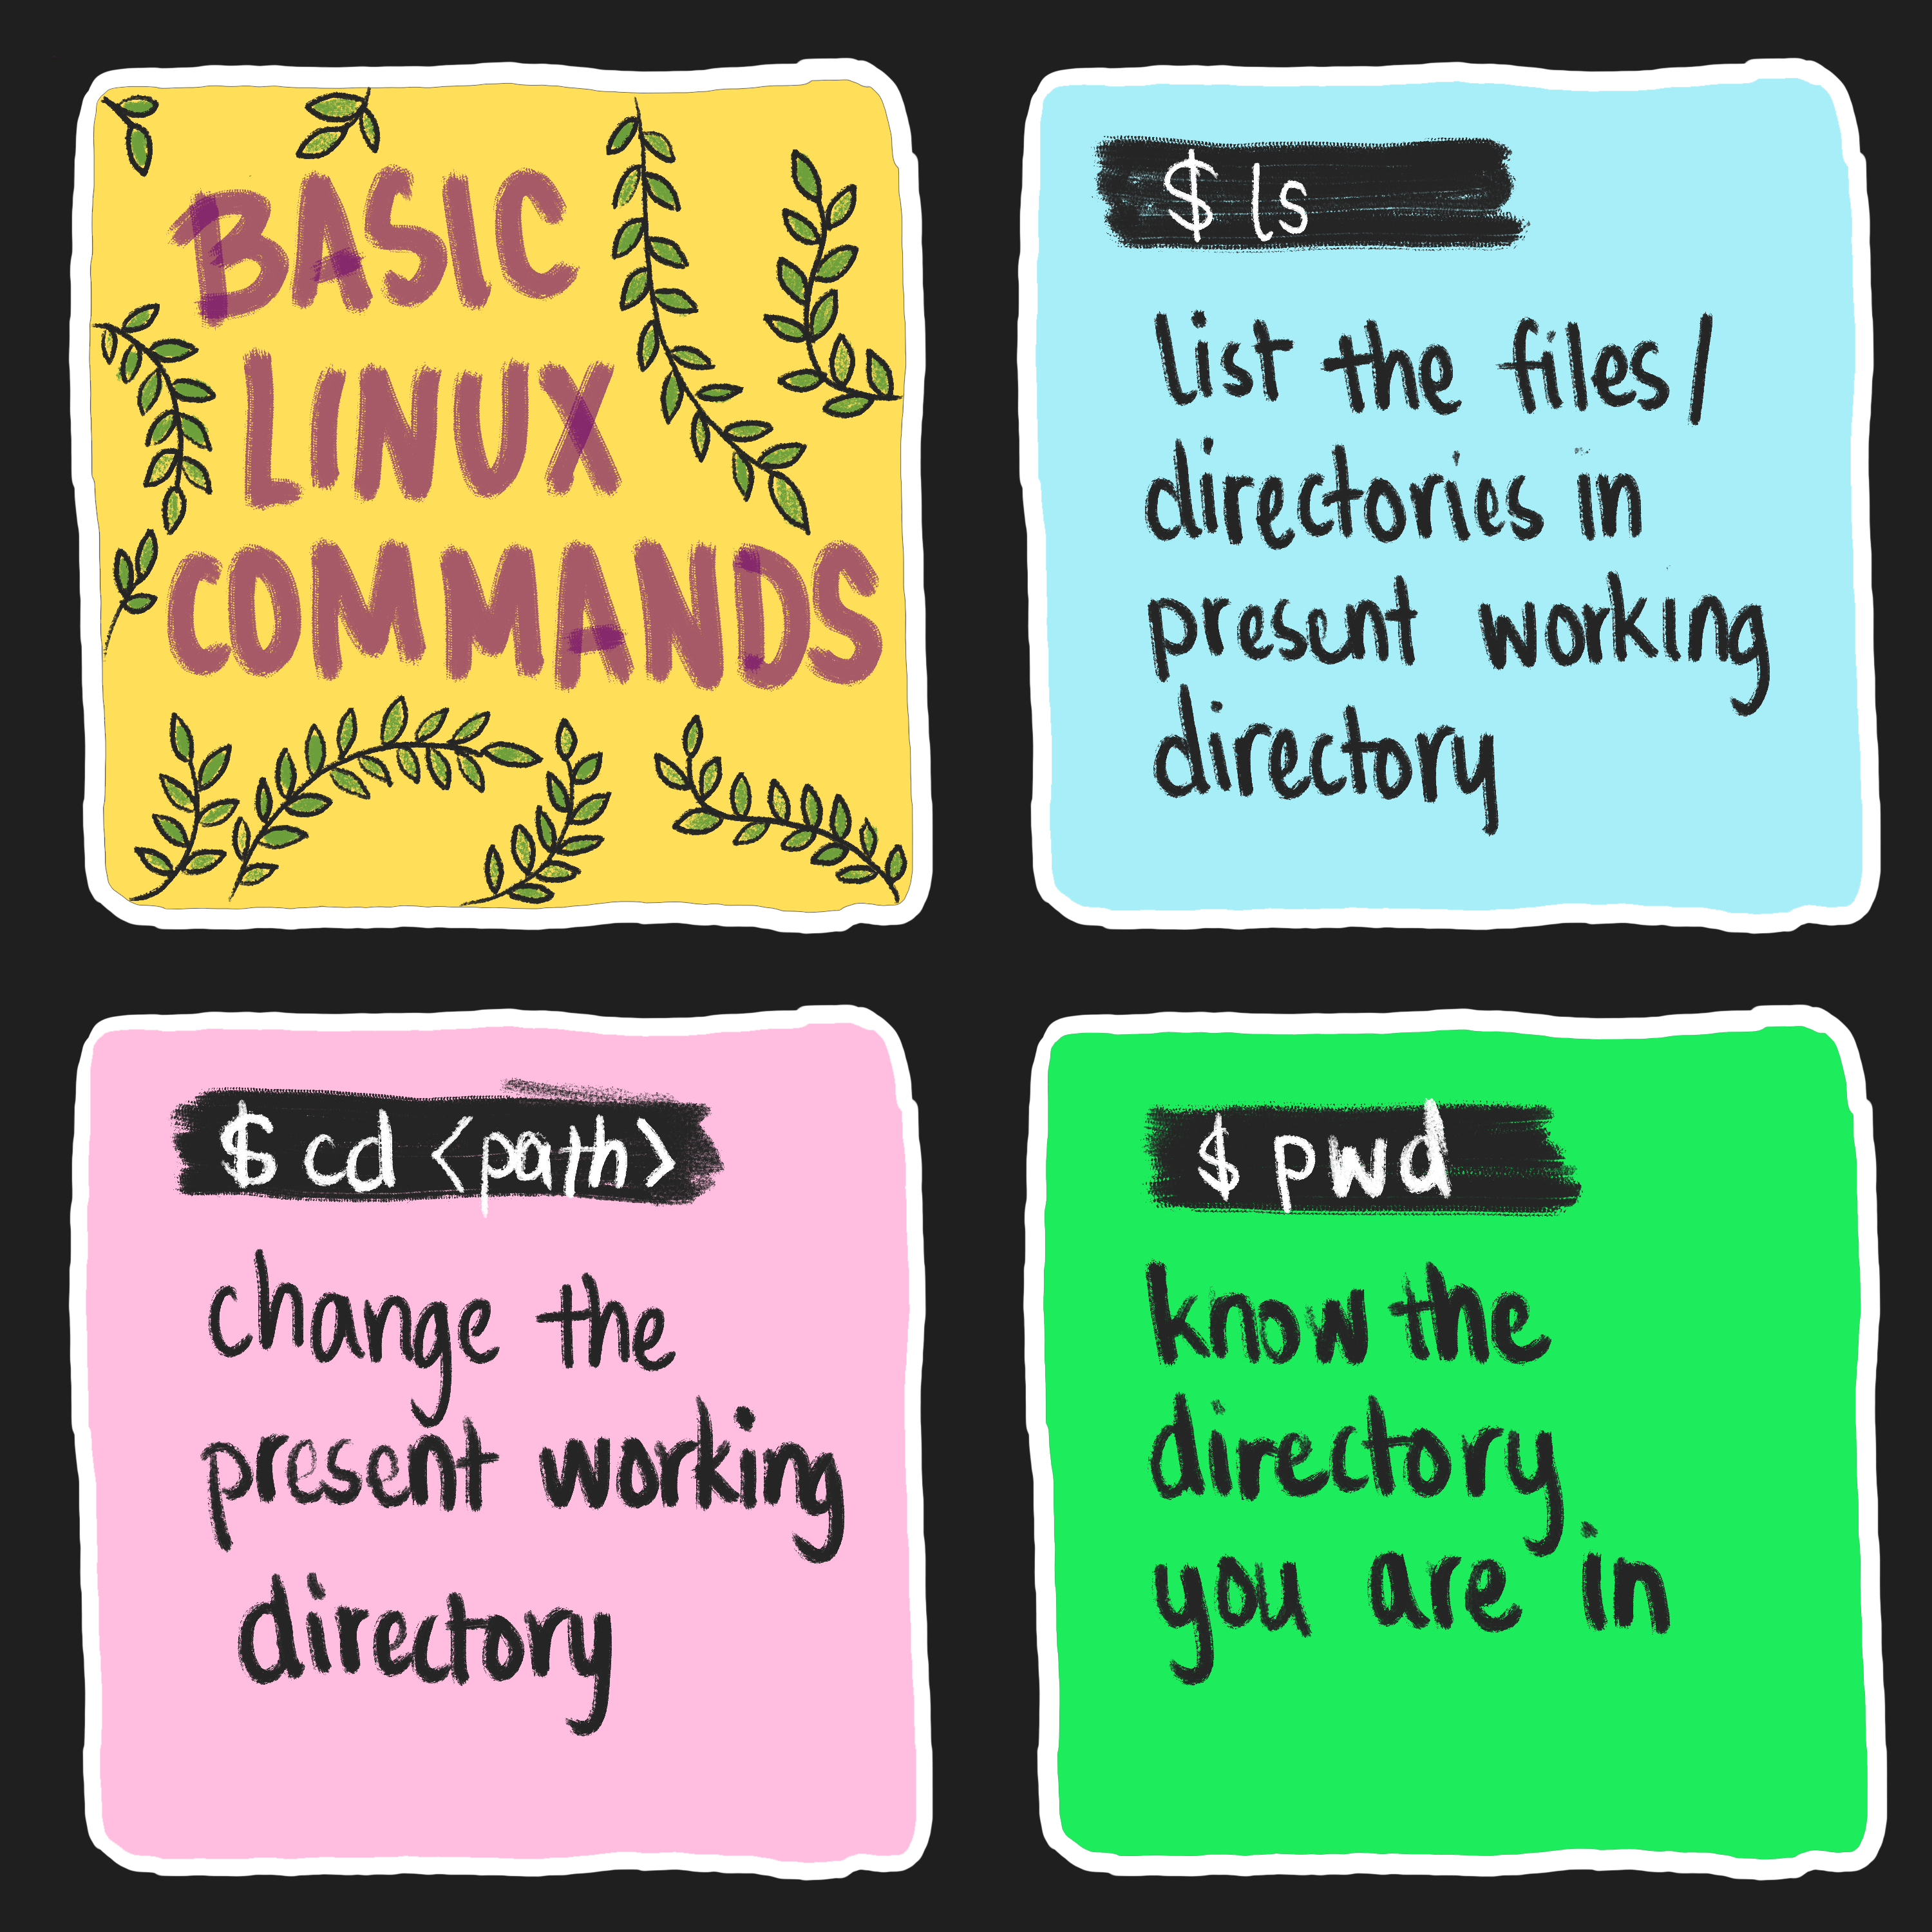 BASIC
LINUX
COMMANDS
$ ls
list the files/
directories in
present working
directory
$ cd <path>
change the
present working
directory
$ pwd
know the
directory
you are in